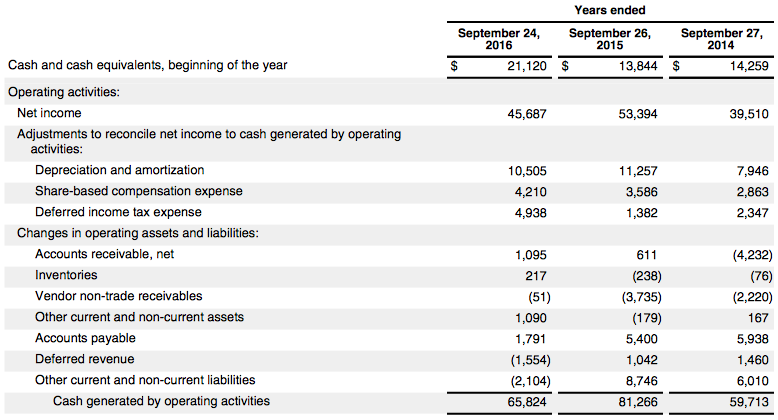 Years ended
September 24, 2016 September 26, 2015 September 27, 2014
Cash and cash equivalents, beginning of the year $ 21,120 $ 13,844 $ 14,259
Operating activities:
Net income 45,687 53,394 39,510
Adjustments to reconcile net income to cash generated by operating
activities:
Depreciation and amortization 10,505 11,257 7,946
Share-based compensation expense 4,210 3,586 2,863
Deferred income tax expense 4,938 1,382 2,347
Changes in operating assets and liabilities:
Accounts receivable, net 1,095 611 (4,232)
Inventories 217 (238) (76)
Vendor non-trade receivables (51) (3,735) (2,220)
Other current and non-current assets 1,090 (179) 167
Accounts payable 1,791 5,400 5,938
Deferred revenue (1,554) 1,042 1,460
Other current and non-current liabilities (2,104) 8,746 6,010
Cash generated by operating activities 65,824 81,266 59,713